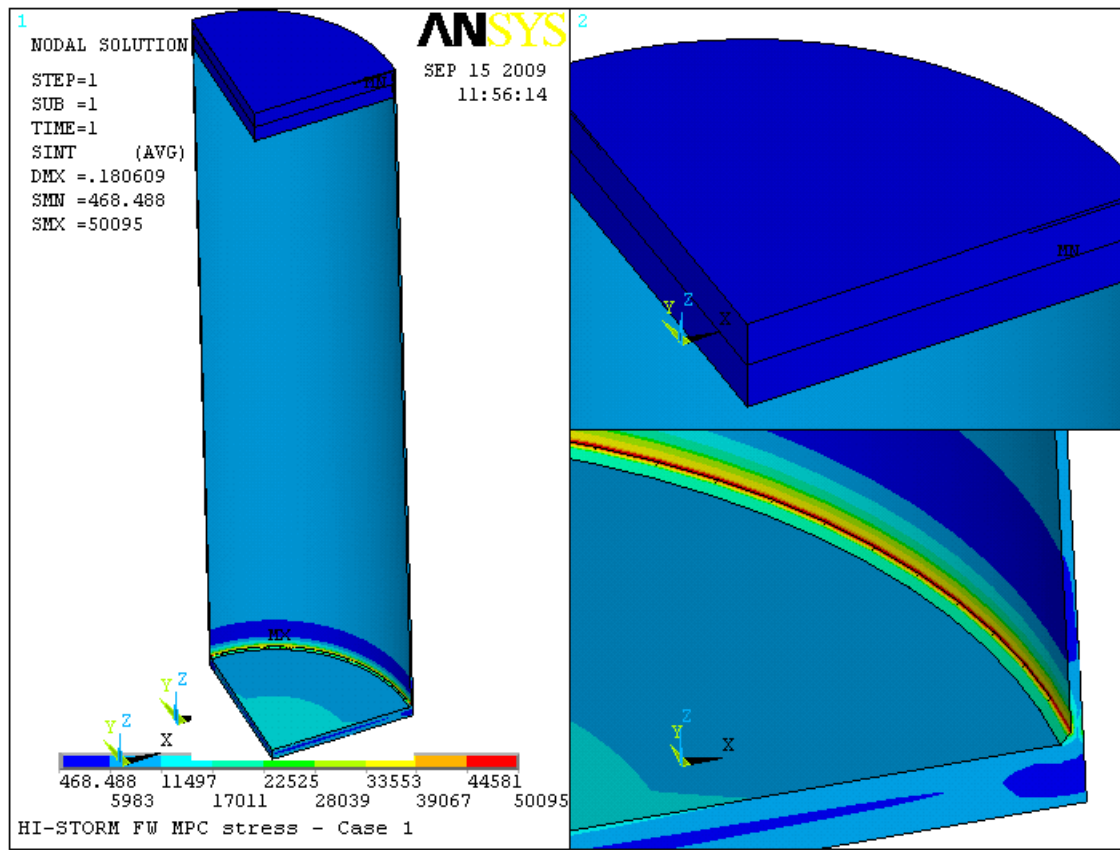 1
NODAL SOLUTION
STEP=1
SUB =1
TIME=1
SINT (AVG)
DMX =.180609
SMN =468.488
SMX =50095
ANSYS
SEP 15 2009
11:56:14
MN
MX
Y Z
Y Z X
468.488 11497 22525 33553 44581
5983 17011 28039 39067 50095
HI-STORM FW MPC stress - Case 1
2
MN
Y Z X
Z
Y X